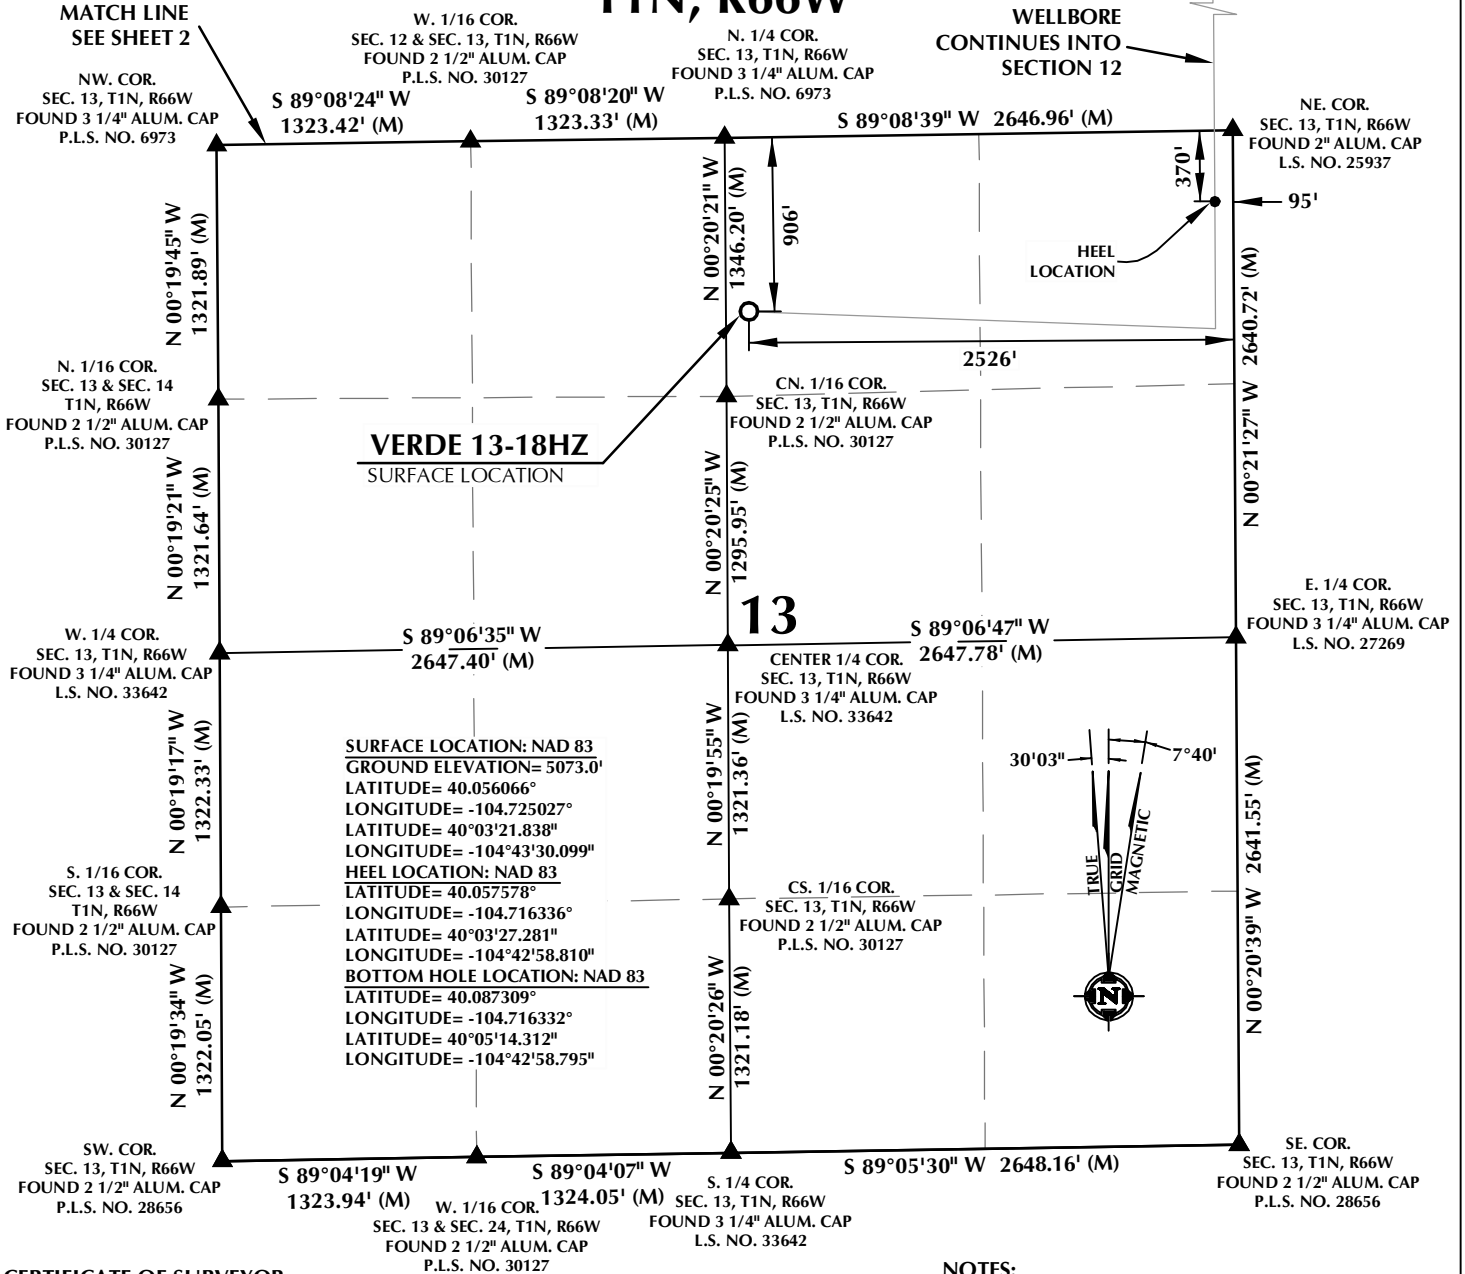 T1N, R66W
MATCH LINE
SEE SHEET 2
W. 1/16 COR.
SEC. 12 & SEC. 13, T1N, R66W
FOUND 2 1/2" ALUM. CAP
P.L.S. NO. 30127
N. 1/4 COR.
SEC. 13, T1N, R66W
FOUND 3 1/4" ALUM. CAP
P.L.S. NO. 6973
WELLBORE
CONTINUES INTO
SECTION 12
NW. COR.
SEC. 13, T1N, R66W
FOUND 3 1/4" ALUM. CAP
P.L.S. NO. 6973
S 89°08'24" W
1323.42' (M)
S 89°08'20" W
1323.33' (M)
S 89°08'39" W 2646.96' (M)
NE. COR.
SEC. 13, T1N, R66W
FOUND 2" ALUM. CAP
L.S. NO. 25937
N 00°19'45" W
1321.89' (M)
N 00°20'21" W
1346.20' (M)
906'
370'
95'
HEEL
LOCATION
N 00°21'27" W 2640.72' (M)
2526'
N. 1/16 COR.
SEC. 13 & SEC. 14
T1N, R66W
FOUND 2 1/2" ALUM. CAP
P.L.S. NO. 30127
CN. 1/16 COR.
SEC. 13, T1N, R66W
FOUND 2 1/2" ALUM. CAP
P.L.S. NO. 30127
VERDE 13-18HZ
SURFACE LOCATION
N 00°19'21" W
1321.64' (M)
N 00°20'25" W
1295.95' (M)
13
W. 1/4 COR.
SEC. 13, T1N, R66W
FOUND 3 1/4" ALUM. CAP
L.S. NO. 33642
S 89°06'35" W
2647.40' (M)
S 89°06'47" W
2647.78' (M)
CENTER 1/4 COR.
SEC. 13, T1N, R66W
FOUND 3 1/4" ALUM. CAP
L.S. NO. 33642
E. 1/4 COR.
SEC. 13, T1N, R66W
FOUND 3 1/4" ALUM. CAP
L.S. NO. 27269
N 00°19'17" W
1322.33' (M)
SURFACE LOCATION: NAD 83
GROUND ELEVATION= 5073.0'
LATITUDE= 40.056066°
LONGITUDE= -104.725027°
LATITUDE= 40°03'21.838"
LONGITUDE= -104°43'30.099"
HEEL LOCATION: NAD 83
LATITUDE= 40.057578°
LONGITUDE= -104.716336°
LATITUDE= 40°03'27.281"
LONGITUDE= -104°42'58.810"
BOTTOM HOLE LOCATION: NAD 83
LATITUDE= 40.087309°
LONGITUDE= -104.716332°
LATITUDE= 40°05'14.312"
LONGITUDE= -104°42'58.795"
N 00°19'55" W
1321.36' (M)
30'03"
7°40'
TRUE
GRID
MAGNETIC
N
N 00°20'39" W 2641.55' (M)
S. 1/16 COR.
SEC. 13 & SEC. 14
T1N, R66W
FOUND 2 1/2" ALUM. CAP
P.L.S. NO. 30127
CS. 1/16 COR.
SEC. 13, T1N, R66W
FOUND 2 1/2" ALUM. CAP
P.L.S. NO. 30127
N 00°19'34" W
1322.05' (M)
N 00°20'26" W
1321.18' (M)
SW. COR.
SEC. 13, T1N, R66W
FOUND 2 1/2" ALUM. CAP
P.L.S. NO. 28656
S 89°04'19" W
1323.94' (M)
S 89°04'07" W
1324.05' (M)
S 89°05'30" W 2648.16' (M)
SE. COR.
SEC. 13, T1N, R66W
FOUND 2 1/2" ALUM. CAP
P.L.S. NO. 28656
W. 1/16 COR.
SEC. 13 & SEC. 24, T1N, R66W
FOUND 2 1/2" ALUM. CAP
P.L.S. NO. 30127
S. 1/4 COR.
SEC. 13, T1N, R66W
FOUND 3 1/4" ALUM. CAP
L.S. NO. 33642
CERTIFICATE OF SURVEYOR
NOTES: